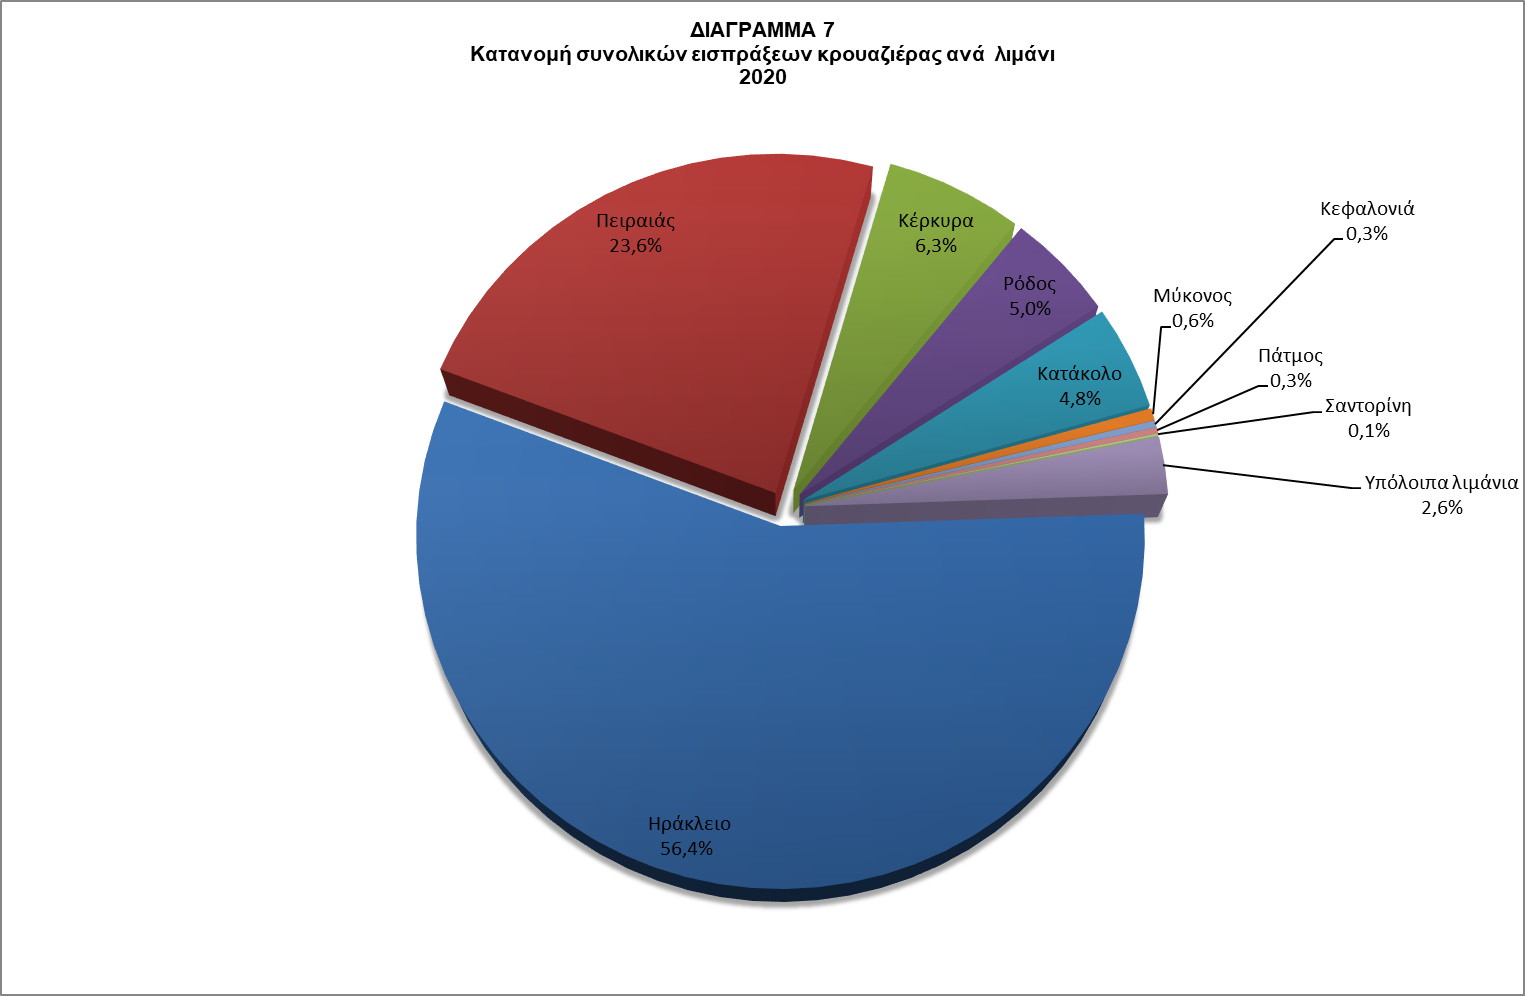 ΔΙΑΓΡΑΜΜΑ 7
Κατανομή συνολικών εισπράξεων κρουαζιέρας ανά λιμάνι
2020
Πειραιάς
23,6%
Κέρκυρα
6,3%
Ρόδος
5,0%
Κατάκολο
4,8%
Μύκονος
0,6%
Κεφαλονιά
0,3%
Πάτμος
0,3%
Σαντορίνη
0,1%
Υπόλοιπα λιμάνια
2,6%
Ηράκλειο
56,4%